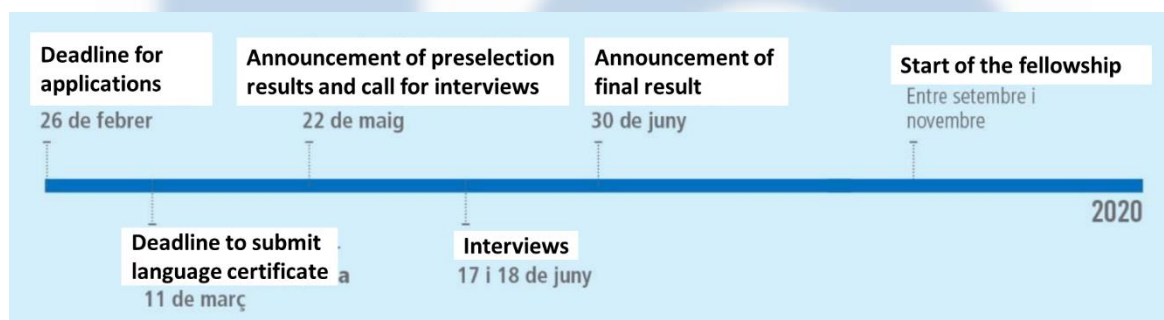 Deadline for
applications
26 de febrer
Announcement of preselection
results and call for interviews
22 de maig
Announcement of
final result
30 de juny
Start of the fellowship
Entre setembre i
novembre
2020
Deadline to submit
language certificate a
11 de març
Interviews
17 i 18 de juny